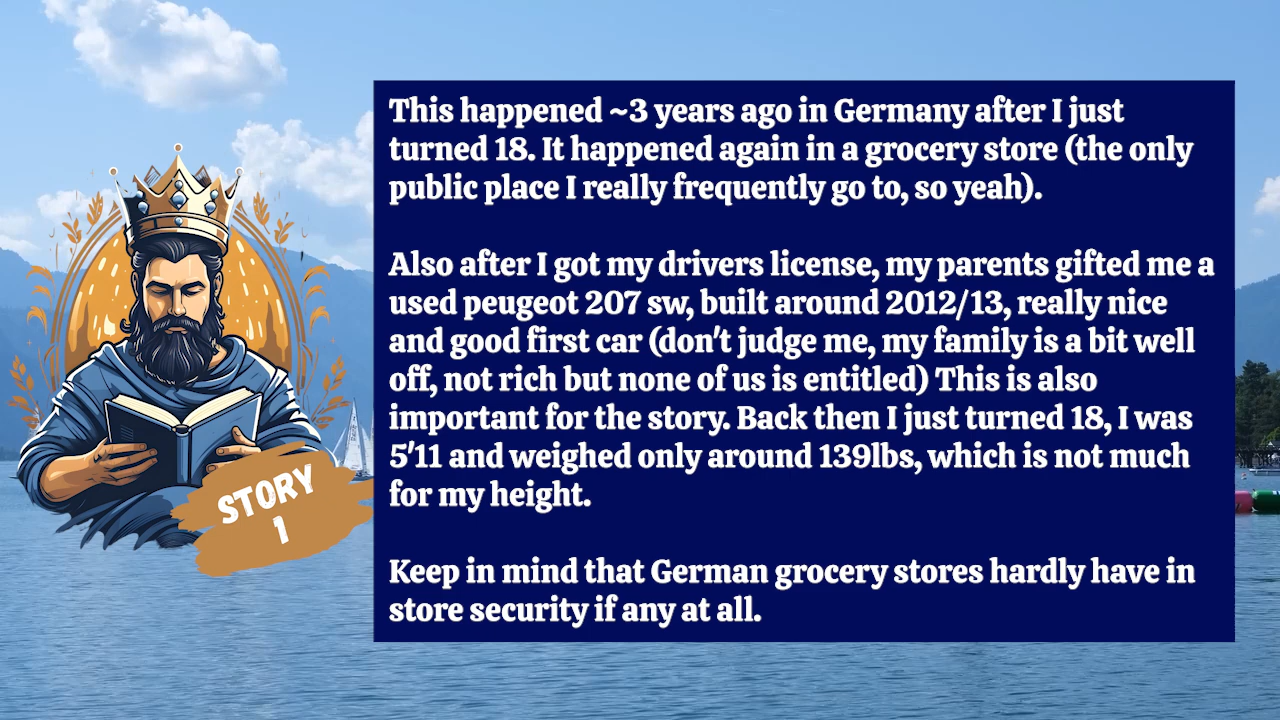 This happened ~3 years ago in Germany after I just
turned 18. It happened again in a grocery store (the only
public place I really frequently go to, so yeah).
Also after I got my drivers license, my parents gifted me a
used peugeot 207 sw, built around 2012/13, really nice
and good first car (don't judge me, my family is a bit well
off, not rich but none of us is entitled) This is also
important for the story. Back then I just turned 18, I was
5'11 and weighed only around 139lbs, which is not much
for my height.
Keep in mind that German grocery stores hardly have in
store security if any at all.
STORY
1